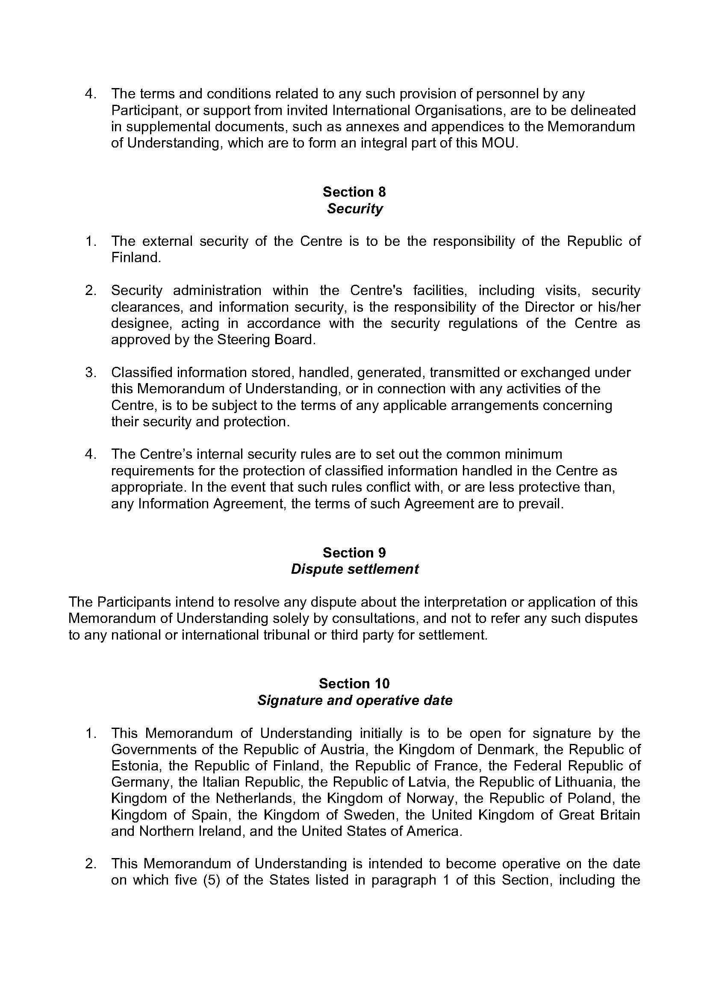 4. The terms and conditions related to any such provision of personnel by any
Participant, or support from invited International Organisations, are to be delineated
in supplemental documents, such as annexes and appendices to the Memorandum
of Understanding, which are to form an integral part of this MOU.
Section 8
Security
1. The external security of the Centre is to be the responsibility of the Republic of
Finland.
2. Security administration within the Centre's facilities, including visits, security
clearances, and information security, is the responsibility of the Director or his/her
designee, acting in accordance with the security regulations of the Centre as
approved by the Steering Board.
3. Classified information stored, handled, generated, transmitted or exchanged under
this Memorandum of Understanding, or in connection with any activities of the
Centre, is to be subject to the terms of any applicable arrangements concerning
their security and protection.
4. The Centre’s internal security rules are to set out the common minimum
requirements for the protection of classified information handled in the Centre as
appropriate. In the event that such rules conflict with, or are less protective than,
any Information Agreement, the terms of such Agreement are to prevail.
Section 9
Dispute settlement
The Participants intend to resolve any dispute about the interpretation or application of this
Memorandum of Understanding solely by consultations, and not to refer any such disputes
to any national or international tribunal or third party for settlement.
Section 10
Signature and operative date
1. This Memorandum of Understanding initially is to be open for signature by the
Governments of the Republic of Austria, the Kingdom of Denmark, the Republic of
Estonia, the Republic of Finland, the Republic of France, the Federal Republic of
Germany, the Italian Republic, the Republic of Latvia, the Republic of Lithuania, the
Kingdom of the Netherlands, the Kingdom of Norway, the Republic of Poland, the
Kingdom of Spain, the Kingdom of Sweden, the United Kingdom of Great Britain
and Northern Ireland, and the United States of America.
2. This Memorandum of Understanding is intended to become operative on the date
on which five (5) of the States listed in paragraph 1 of this Section, including the